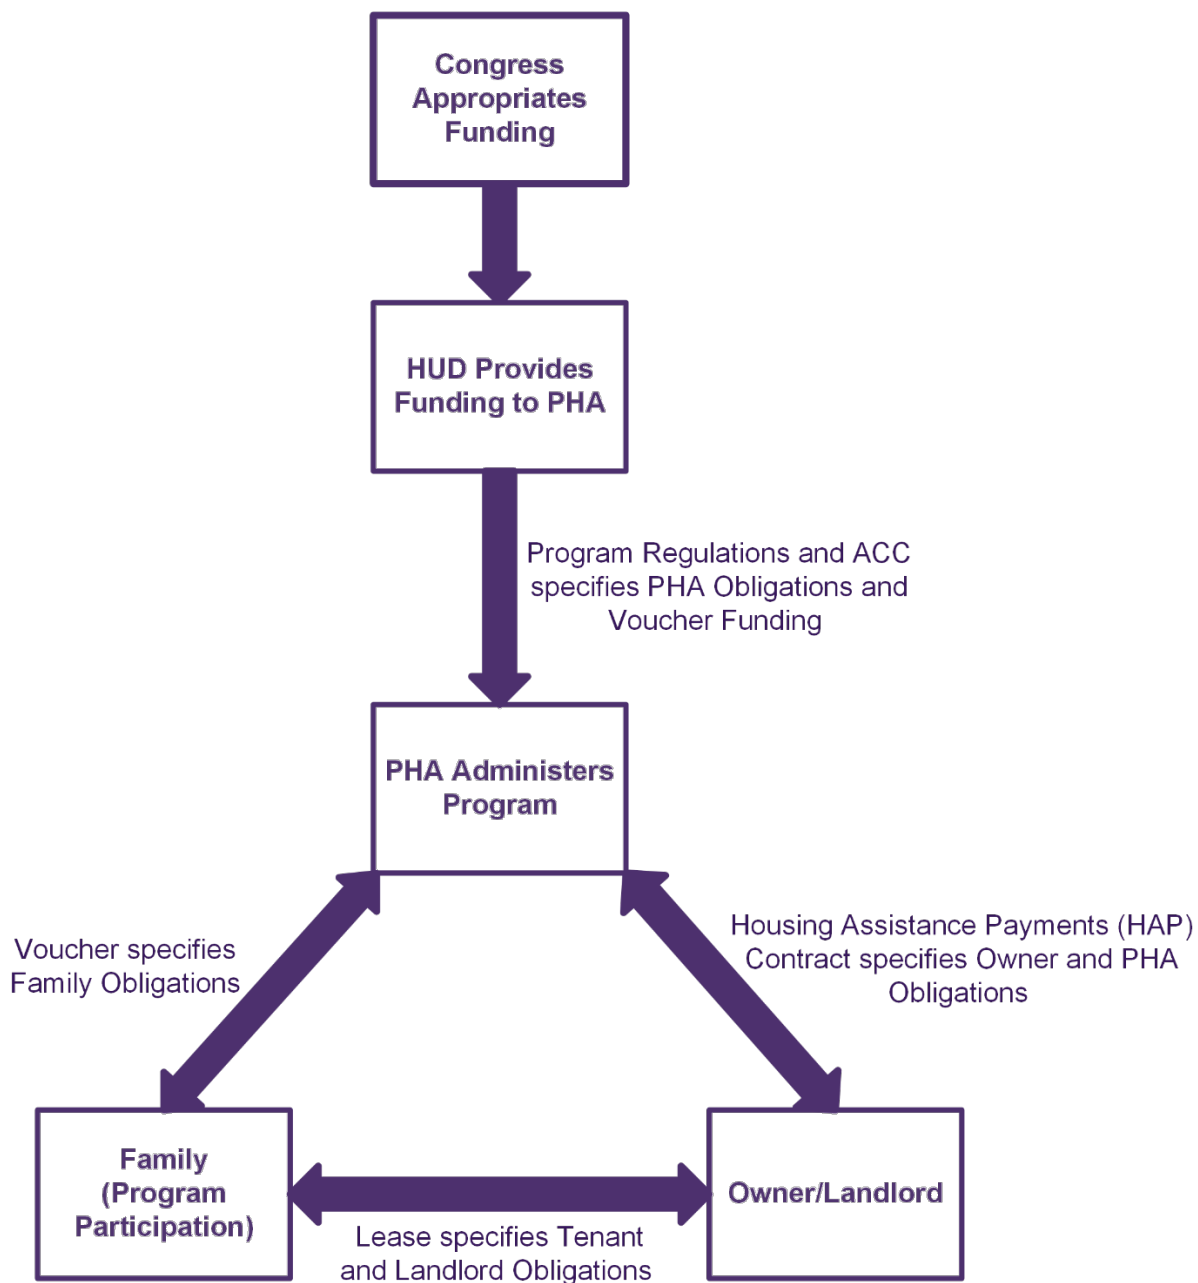 Congress
Appropriates
Funding
HUD Provides
Funding to PHA
Program Regulations and ACC
specifies PHA Obligations and
Voucher Funding
PHA Administers
Program
Voucher specifies
Family Obligations
Housing Assistance Payments (HAP)
Contract specifies Owner and PHA
Obligations
Family
(Program
Participation)
Owner/Landlord
Lease specifies Tenant
and Landlord Obligations